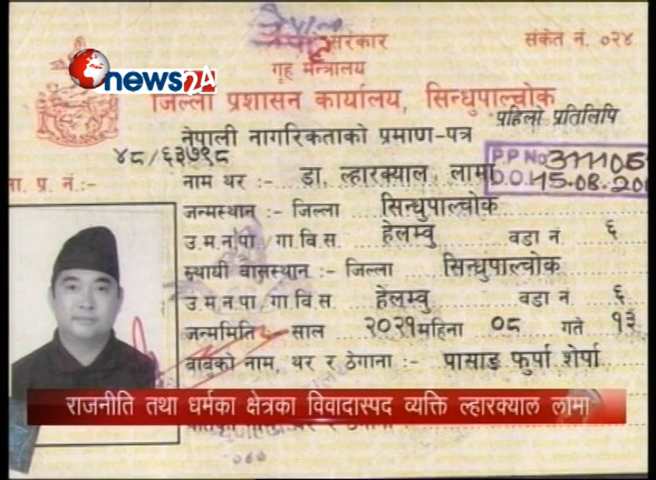 नेपाल सरकार
संकेत नं. ०२४
गृह मन्त्रालय
news24
जिल्ला प्रशासन कार्यालय, सिन्धुपाल्चोक
पहिलो प्रतिलिपि
नेपाली नागरिकताको प्रमाण-पत्र
४८/६३७९८
P.P No 311105
ना. प्र. नं.:-
नाम थर :- डा. ल्हारक्याल लामा
D.O.I 15-08-200
जन्मस्थान :- जिल्ला सिन्धुपाल्चोक
उ.म.न.पा/गा.वि.स. हेलम्बु वडा नं ६
स्थायी बासस्थान :- जिल्ला सिन्धुपाल्चोक
उ.म.न.पा/गा.वि.स. हेलम्बु वडा नं ६
जन्ममिति:- साल २०२१ महिना ०८ गते १३
बाबुको नाम, थर र ठेगाना :- पासाङ फुर्पा शेर्पा
राजनीति तथा धर्मका क्षेत्रका विवादास्पद व्यक्ति ल्हारक्याल लामा